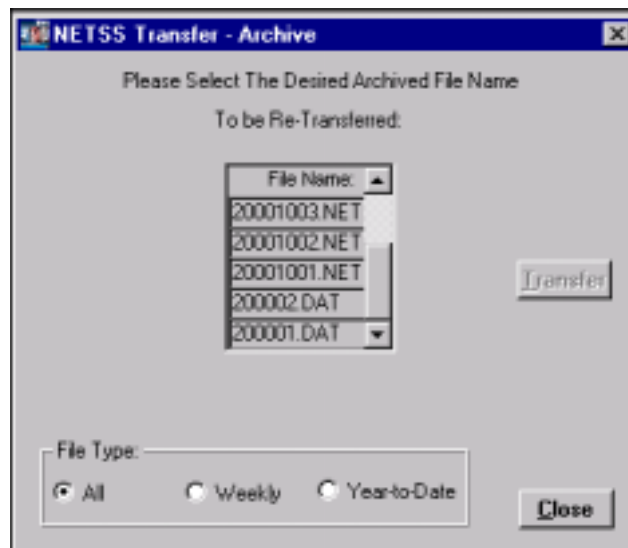 NETSS Transfer - Archive
Please Select The Desired Archived File Name
To be Re-Transferred:
File Name:
20001003.NET
20001002.NET
20001001.NET
200002.DAT
200001.DAT
Transfer
File Type:
All
Weekly
Year-to-Date
Close